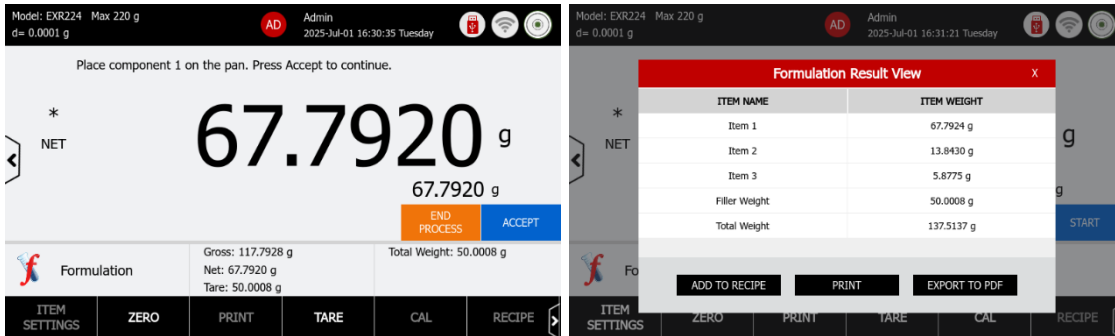 Model: EXR224 Max 220 g
d= 0.0001 g
AD
Admin
2025-Jul-01 16:30:35 Tuesday
Place component 1 on the pan. Press Accept to continue.
*
NET
67.7920 g
67.7920 g
END
PROCESS
ACCEPT
Formulation
Gross: 117.7928 g
Net: 67.7920 g
Tare: 50.0008 g
Total Weight: 50.0008 g
ITEM
SETTINGS
ZERO
PRINT
TARE
CAL
RECIPE
Model: EXR224 Max 220 g
d= 0.0001 g
AD
Admin
2025-Jul-01 16:31:21 Tuesday
Formulation Result View X
ITEM NAME ITEM WEIGHT
Item 1 67.7924 g
Item 2 13.8430 g
Item 3 5.8775 g
Filler Weight 50.0008 g
Total Weight 137.5137 g
ADD TO RECIPE PRINT EXPORT TO PDF
*
NET
g
g
START
Fo
ITEM
SETTINGS
ZERO
PRINT
TARE
CAL
RECIPE